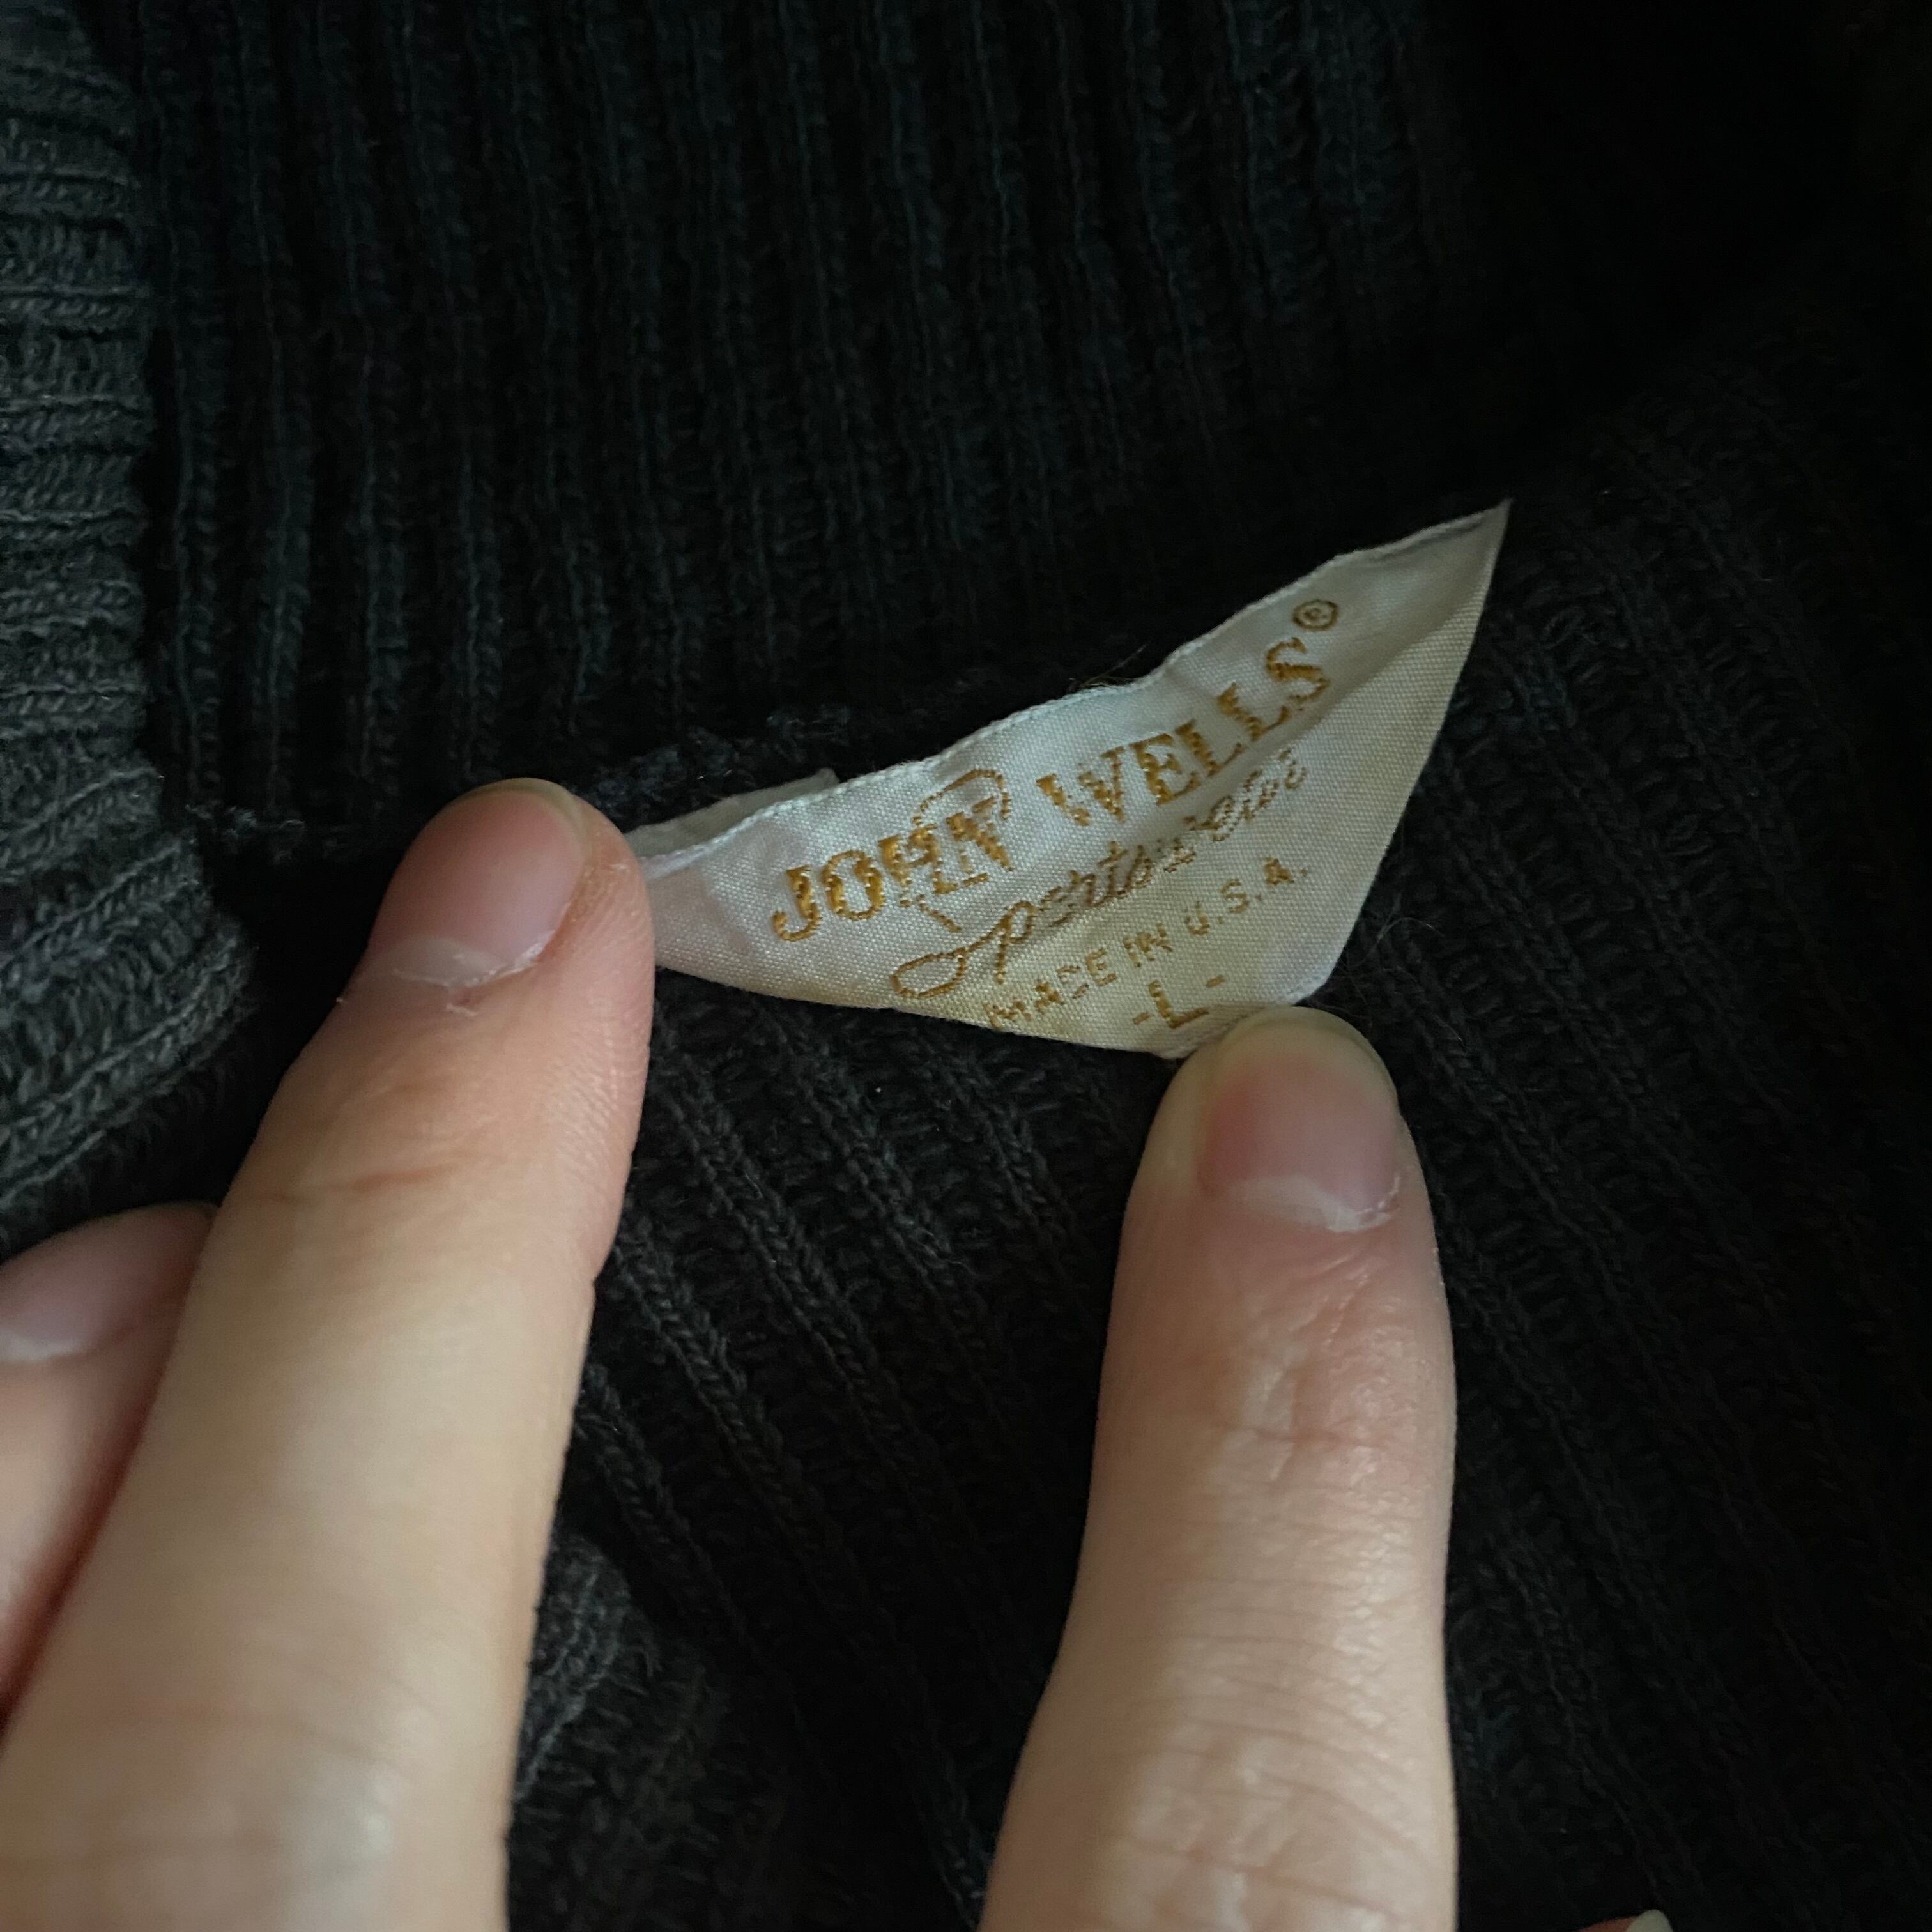 JOHN WELLS®
Sportswear
MADE IN U.S.A.
-L-